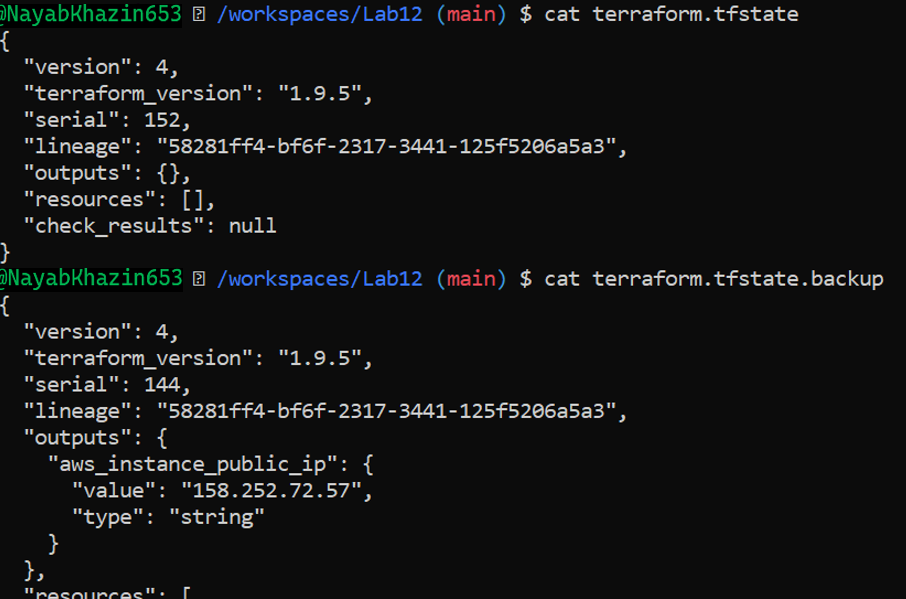 @NayabKhazin653 /workspaces/Lab12 (main) $ cat terraform.tfstate
{
  "version": 4,
  "terraform_version": "1.9.5",
  "serial": 152,
  "lineage": "58281ff4-bf6f-2317-3441-125f5206a5a3",
  "outputs": {},
  "resources": [],
  "check_results": null
}
@NayabKhazin653 /workspaces/Lab12 (main) $ cat terraform.tfstate.backup
{
  "version": 4,
  "terraform_version": "1.9.5",
  "serial": 144,
  "lineage": "58281ff4-bf6f-2317-3441-125f5206a5a3",
  "outputs": {
    "aws_instance_public_ip": {
      "value": "158.252.72.57",
      "type": "string"
    }
  },
  "resources": [